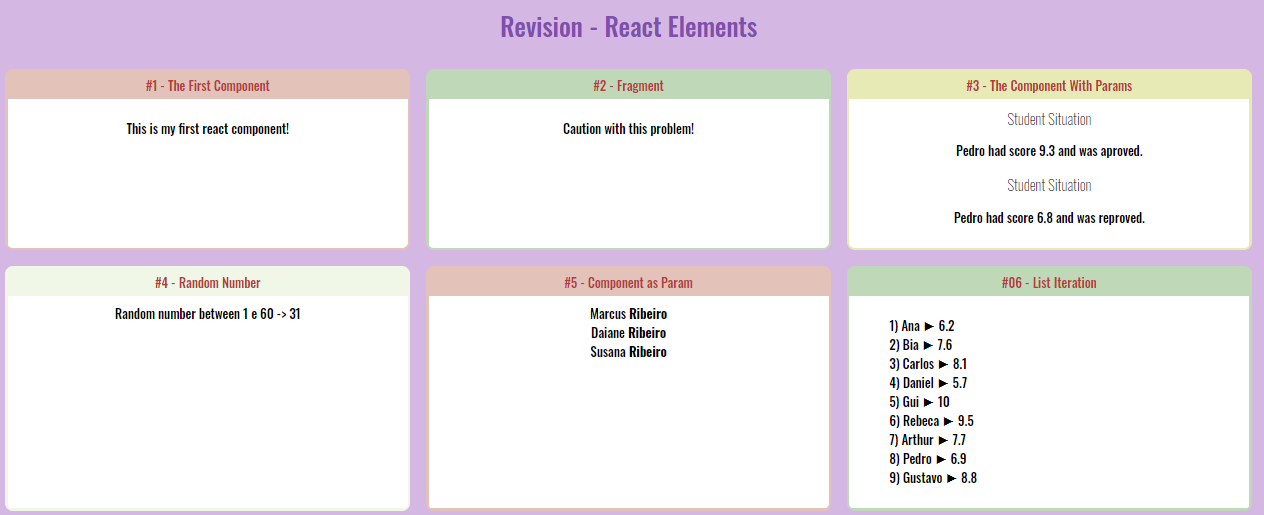 Revision - React Elements
#1 - The First Component
This is my first react component!
#2 - Fragment
Caution with this problem!
#3 - The Component With Params
Student Situation
Pedro had score 9.3 and was aproved.
Student Situation
Pedro had score 6.8 and was reproved.
#4 - Random Number
Random number between 1 e 60 -> 31
#5 - Component as Param
Marcus Ribeiro
Daiane Ribeiro
Susana Ribeiro
#06 - List Iteration
1) Ana ► 6.2
2) Bia ► 7.6
3) Carlos ► 8.1
4) Daniel ► 5.7
5) Gui ► 10
6) Rebeca ► 9.5
7) Arthur ► 7.7
8) Pedro ► 6.9
9) Gustavo ► 8.8